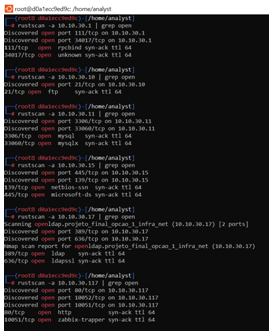 root@d0a1ecc9ed9c: /home/analyst
(root⊛d0a1ecc9ed9c)-[/home/analyst]
# rustscan -a 10.10.30.1 | grep open
Discovered open port 111/tcp on 10.10.30.1
Discovered open port 34017/tcp on 10.10.30.1
111/tcp open rpcbind syn-ack ttl 64
34017/tcp open unknown syn-ack ttl 64
(root⊛d0a1ecc9ed9c)-[/home/analyst]
# rustscan -a 10.10.30.10 | grep open
Discovered open port 21/tcp on 10.10.30.10
21/tcp open ftp syn-ack ttl 64
(root⊛d0a1ecc9ed9c)-[/home/analyst]
# rustscan -a 10.10.30.11 | grep open
Discovered open port 3306/tcp on 10.10.30.11
Discovered open port 33060/tcp on 10.10.30.11
3306/tcp open mysql syn-ack ttl 64
33060/tcp open mysqlx syn-ack ttl 64
(root⊛d0a1ecc9ed9c)-[/home/analyst]
# rustscan -a 10.10.30.15 | grep open
Discovered open port 445/tcp on 10.10.30.15
Discovered open port 139/tcp on 10.10.30.15
139/tcp open netbios-ssn syn-ack ttl 64
445/tcp open microsoft-ds syn-ack ttl 64
(root⊛d0a1ecc9ed9c)-[/home/analyst]
# rustscan -a 10.10.30.17 | grep open
Scanning openldap.projeto_final_opcao_1_infra_net (10.10.30.17) [2 ports]
Discovered open port 389/tcp on 10.10.30.17
Discovered open port 636/tcp on 10.10.30.17
Nmap scan report for openldap.projeto_final_opcao_1_infra_net (10.10.30.17)
389/tcp open ldap syn-ack ttl 64
636/tcp open ldapssl syn-ack ttl 64
(root⊛d0a1ecc9ed9c)-[/home/analyst]
# rustscan -a 10.10.30.117 | grep open
Discovered open port 80/tcp on 10.10.30.117
Discovered open port 10052/tcp on 10.10.30.117
Discovered open port 10051/tcp on 10.10.30.117
80/tcp open http syn-ack ttl 64
10051/tcp open zabbix-trapper syn-ack ttl 64